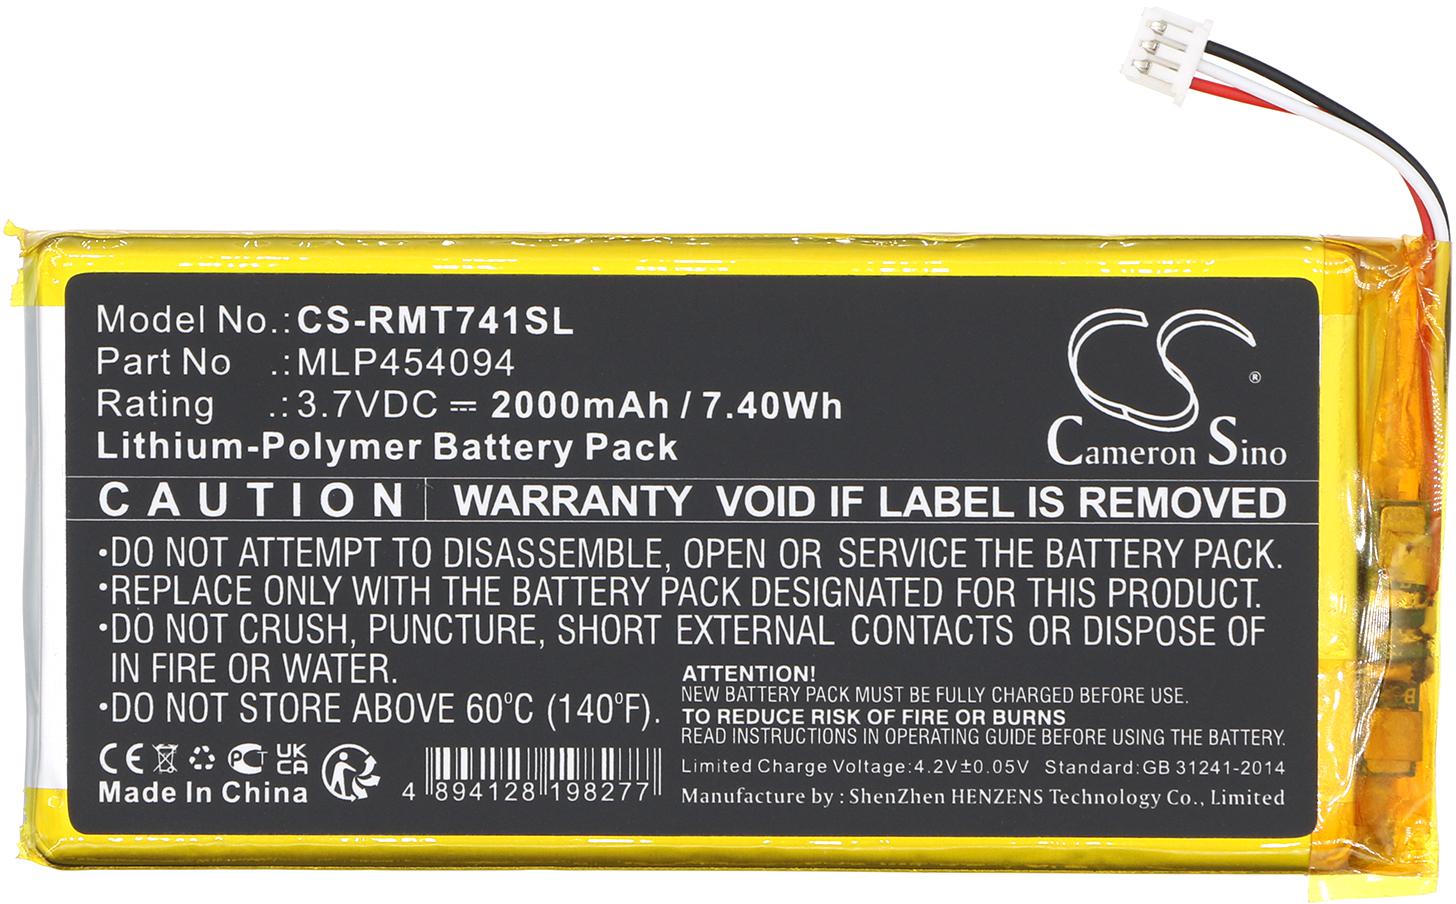 Model No.:CS-RMT741SL
Part No .:MLP454094
Rating .:3.7VDC ⎓ 2000mAh / 7.40Wh
Lithium-Polymer Battery Pack
CS
®
Cameron Sino
CAUTION WARRANTY VOID IF LABEL IS REMOVED
•DO NOT ATTEMPT TO DISASSEMBLE, OPEN OR SERVICE THE BATTERY PACK.
•REPLACE ONLY WITH THE BATTERY PACK DESIGNATED FOR THIS PRODUCT.
•DO NOT CRUSH, PUNCTURE, SHORT EXTERNAL CONTACTS OR DISPOSE OF
IN FIRE OR WATER.
•DO NOT STORE ABOVE 60°C (140°F).
ATTENTION!
NEW BATTERY PACK MUST BE FULLY CHARGED BEFORE USE.
TO REDUCE RISK OF FIRE OR BURNS
READ INSTRUCTIONS IN OPERATING GUIDE BEFORE USING THE BATTERY.
Limited Charge Voltage:4.2V±0.05V Standard:GB 31241-2014
Manufacture by : ShenZhen HENZENS Technology Co., Limited
CE PCT UKCA
Made In China
4 894128 198277